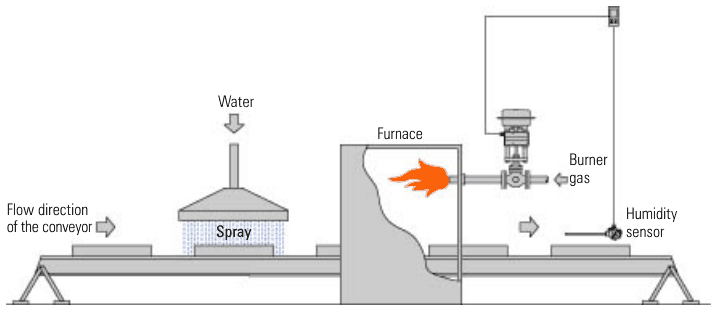 Water
Furnace
Burner
gas
Flow direction
of the conveyor
Spray
Humidity
sensor